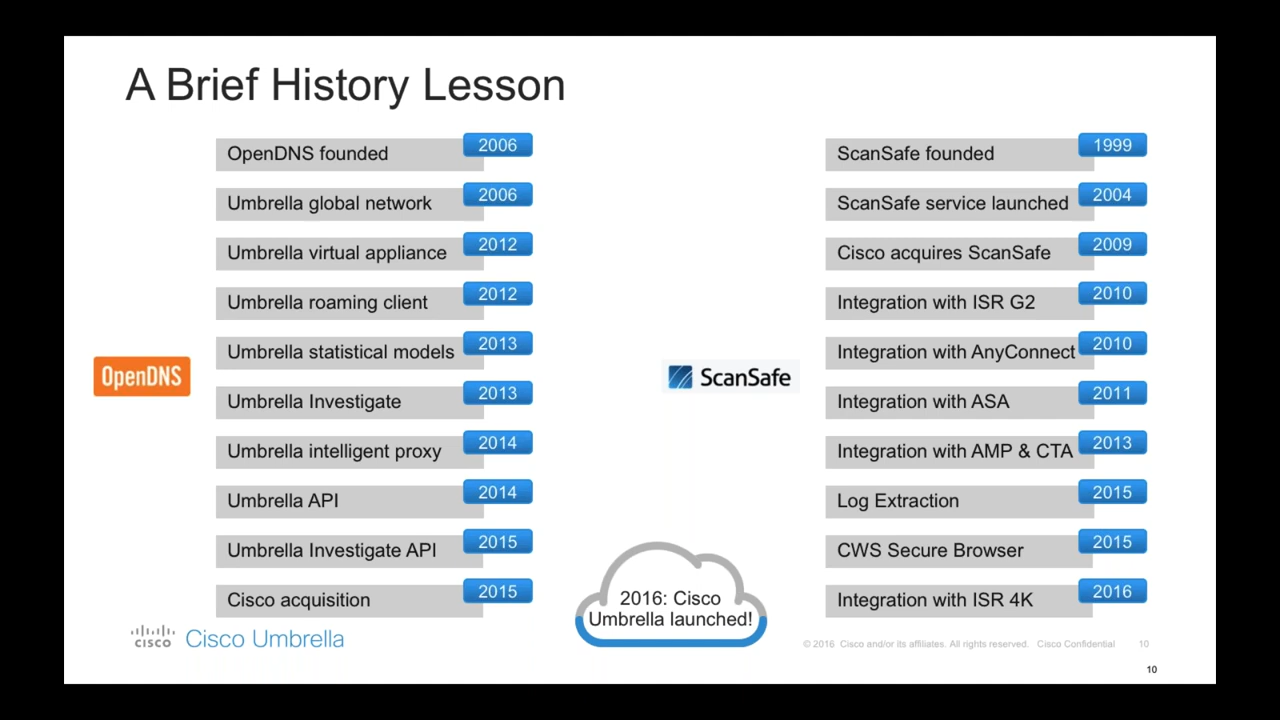 A Brief History Lesson
OpenDNS founded 2006
Umbrella global network 2006
Umbrella virtual appliance 2012
Umbrella roaming client 2012
Umbrella statistical models 2013
Umbrella Investigate 2013
Umbrella intelligent proxy 2014
Umbrella API 2014
Umbrella Investigate API 2015
Cisco acquisition 2015
OpenDNS
ScanSafe founded 1999
ScanSafe service launched 2004
Cisco acquires ScanSafe 2009
Integration with ISR G2 2010
Integration with AnyConnect 2010
Integration with ASA 2011
Integration with AMP & CTA 2013
Log Extraction 2015
CWS Secure Browser 2015
Integration with ISR 4K 2016
ScanSafe
2016: Cisco
Umbrella launched!
CISCO Cisco Umbrella
© 2016 Cisco and/or its affiliates. All rights reserved. Cisco Confidential 10
10